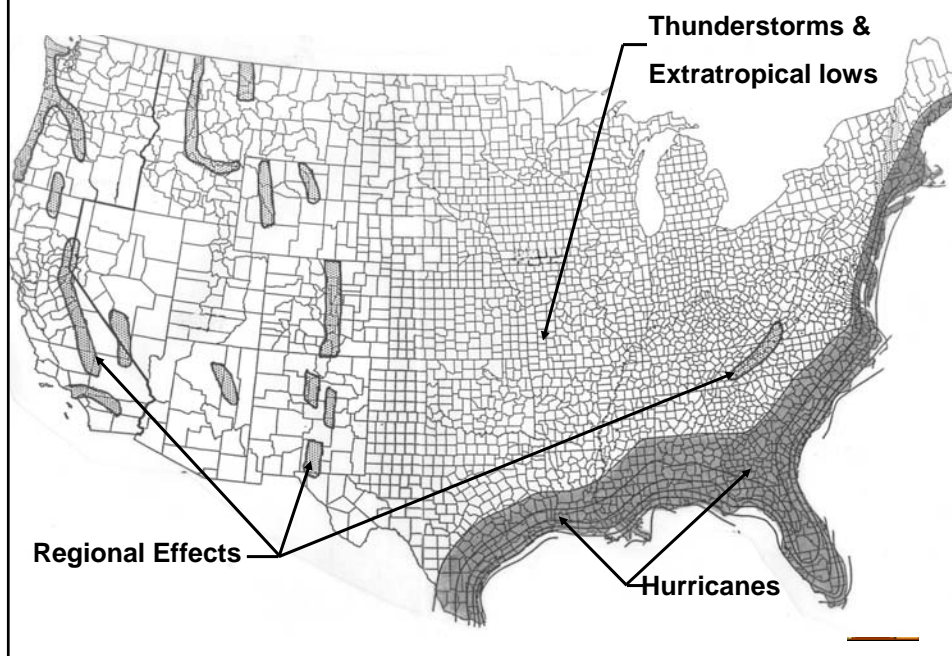 Thunderstorms &
Extratropical lows
Regional Effects
Hurricanes